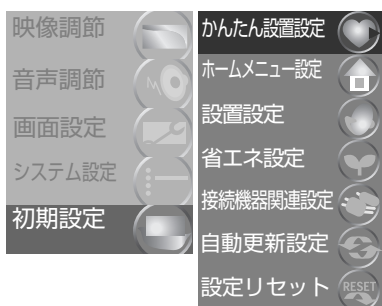 映像調節
音声調節
画面設定
システム設定
初期設定
かんたん設置設定
ホームメニュー設定
設置設定
省エネ設定
接続機器関連設定
自動更新設定
設定リセット
RESET